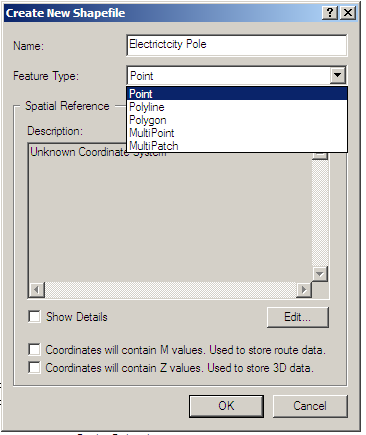 Create New Shapefile
Name:
Electrictcity Pole
Feature Type:
Point
Point
Polyline
Polygon
MultiPoint
MultiPatch
Spatial Reference
Description:
Unknown Coordinate System
Show Details
Edit...
Coordinates will contain M values. Used to store route data.
Coordinates will contain Z values. Used to store 3D data.
OK
Cancel